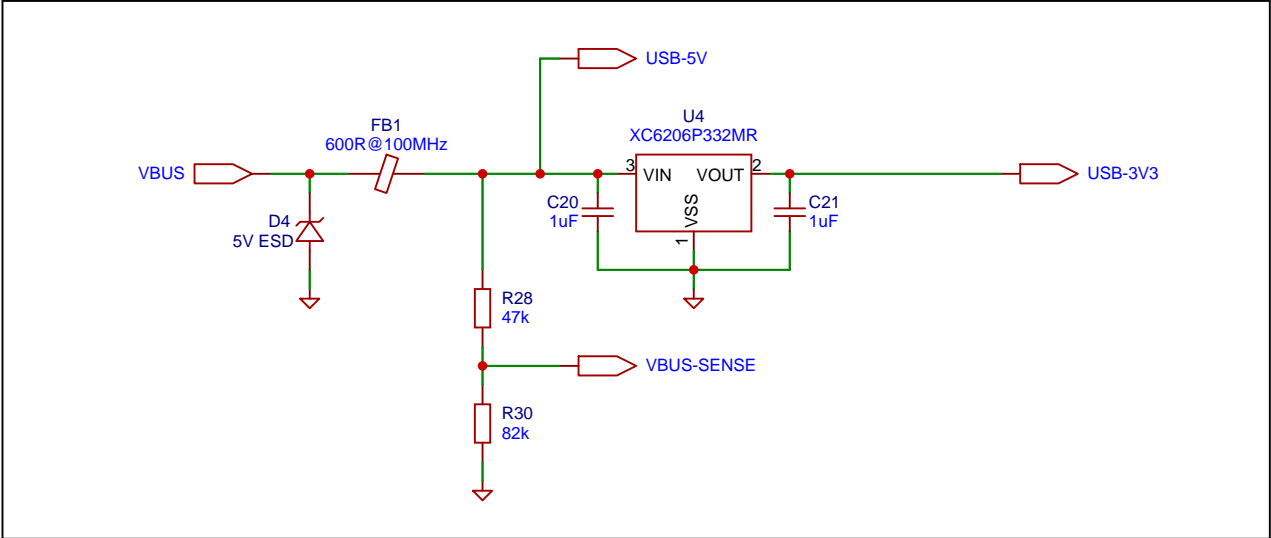 USB-5V
U4
XC6206P332MR
FB1
600R@100MHz
VBUS
3
VIN
VOUT
2
VSS
1
USB-3V3
C20
1uF
C21
1uF
D4
5V ESD
R28
47k
VBUS-SENSE
R30
82k